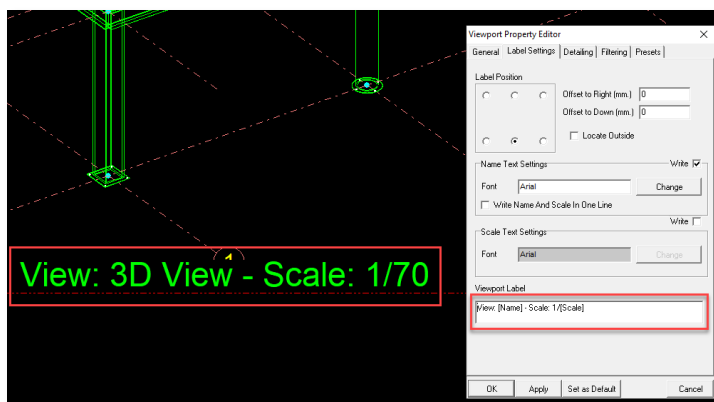 Viewport Property Editor
General Label Settings Detailing Filtering Presets
Label Position
Offset to Right (mm.) 0
Offset to Down (mm.) 0
Locate Outside
Name Text Settings Write
Font Arial Change
Write Name And Scale In One Line
Write
Scale Text Settings
Font Arial Change
1
View: 3D View - Scale: 1/70
Viewport Label
View: [Name] - Scale: 1/[Scale]
OK Apply Set as Default Cancel